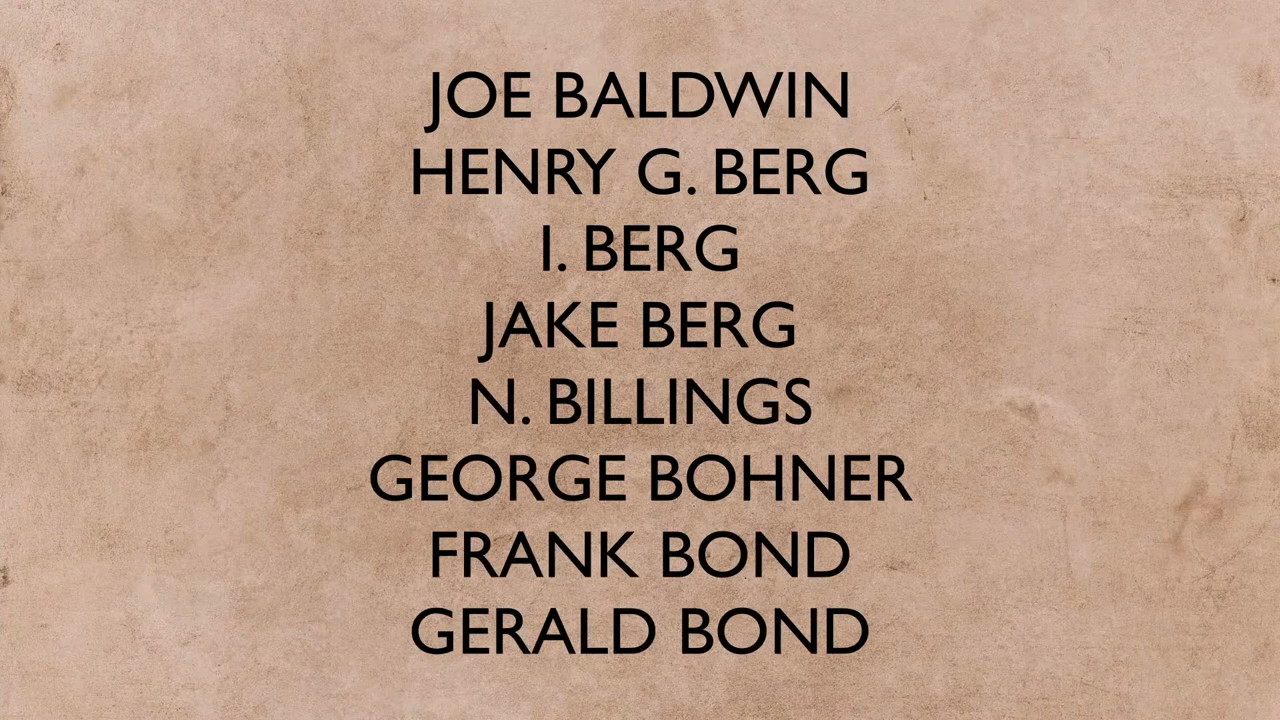 JOE BALDWIN
HENRY G. BERG
I. BERG
JAKE BERG
N. BILLINGS
GEORGE BOHNER
FRANK BOND
GERALD BOND